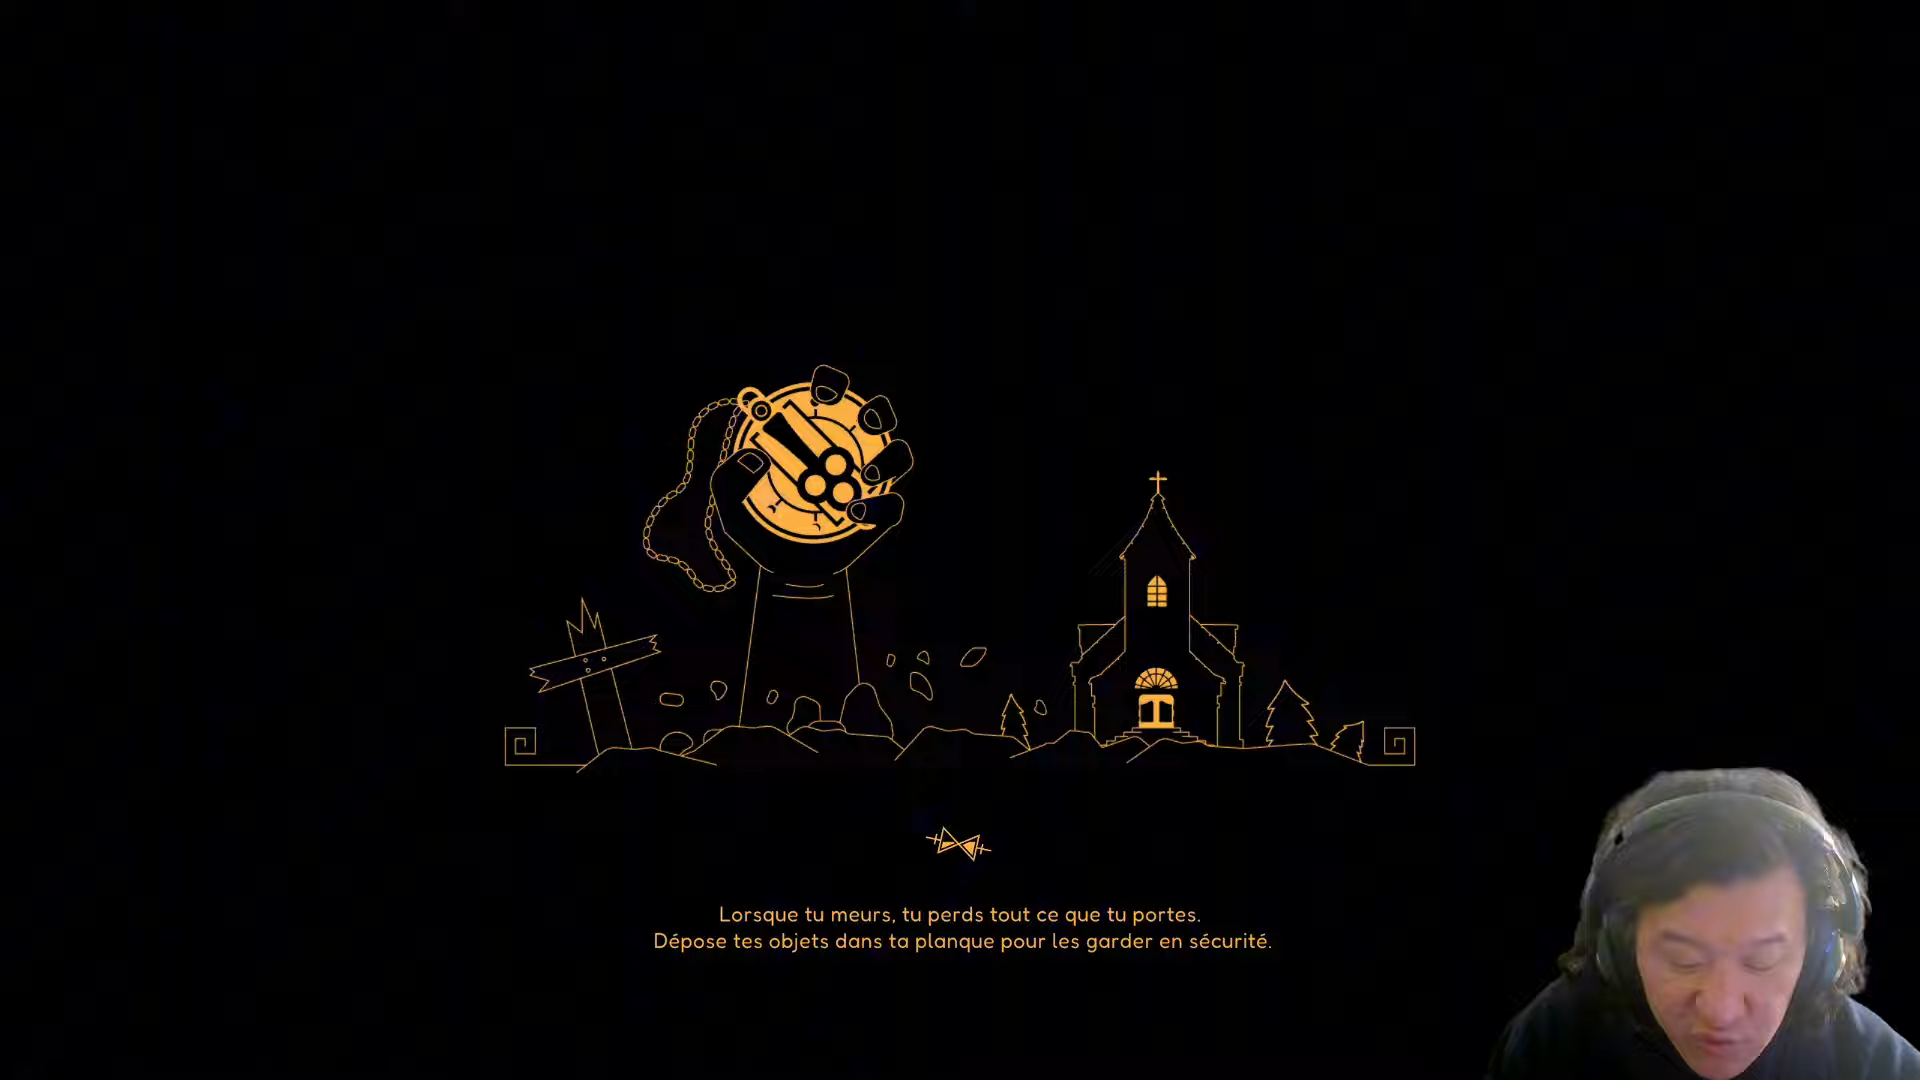 Lorsque tu meurs, tu perds tout ce que tu portes.
Dépose tes objets dans ta planque pour les garder en sécurité.